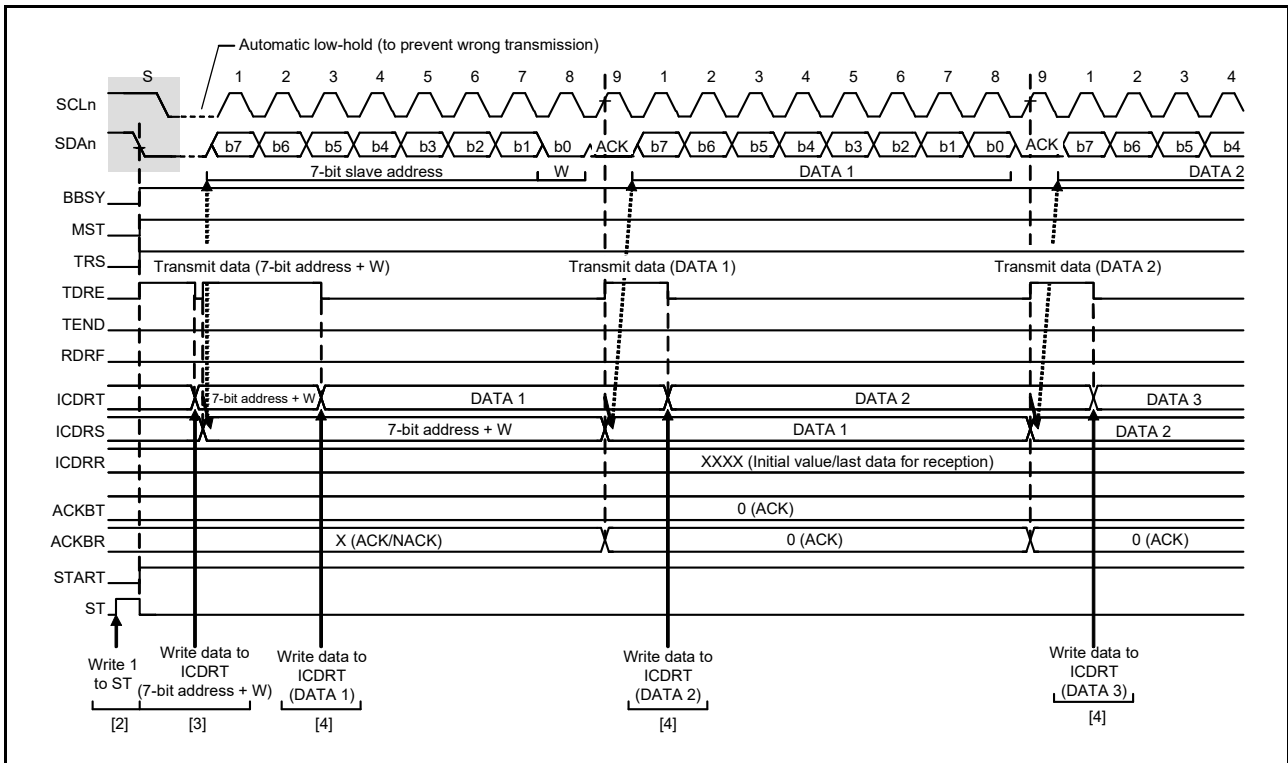 Automatic low-hold (to prevent wrong transmission)
S 1 2 3 4 5 6 7 8 9 1 2 3 4 5 6 7 8 9 1 2 3 4
SCLn
SDAn b7 b6 b5 b4 b3 b2 b1 b0 ACK b7 b6 b5 b4 b3 b2 b1 b0 ACK b7 b6 b5 b4
7-bit slave address W DATA 1 DATA 2
BBSY
MST
TRS
Transmit data (7-bit address + W) Transmit data (DATA 1) Transmit data (DATA 2)
TDRE
TEND
RDRF
ICDRT 7-bit address + W DATA 1 DATA 2 DATA 3
ICDRS 7-bit address + W DATA 1 DATA 2
ICDRR XXXX (Initial value/last data for reception)
ACKBT 0 (ACK)
ACKBR X (ACK/NACK) 0 (ACK) 0 (ACK)
START
ST
Write 1
to ST
[2]
Write data to
ICDRT
(7-bit address + W)
[3]
Write data to
ICDRT
(DATA 1)
[4]
Write data to
ICDRT
(DATA 2)
[4]
Write data to
ICDRT
(DATA 3)
[4]